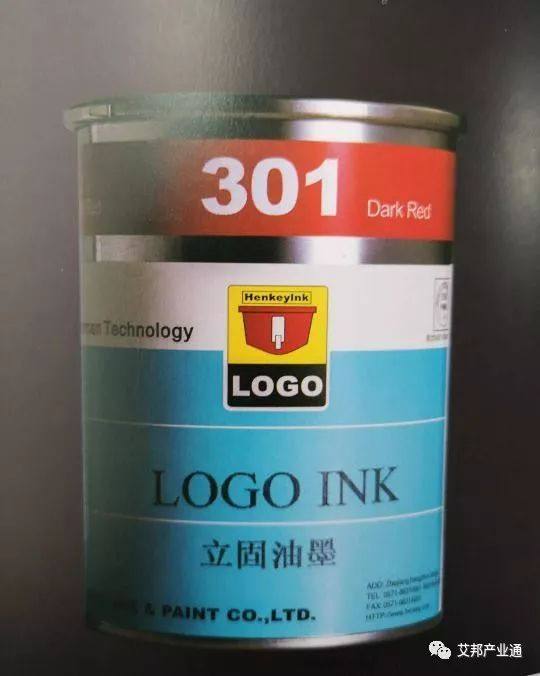 301
Dark Red
HenkeyInk
LOGO
Technology
LOGO INK
立固油墨
& PAINT CO.,LTD.
艾邦产业通